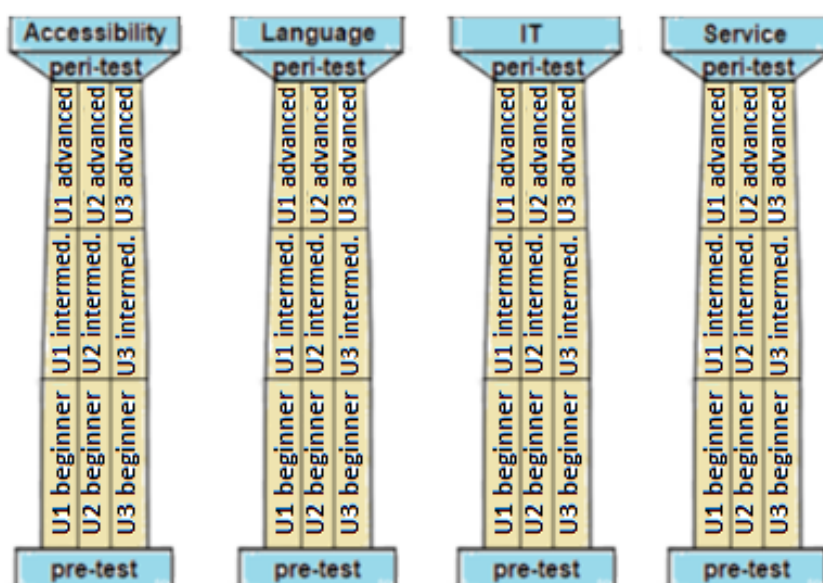 Accessibility
peri-test
U1 advanced
U2 advanced
U3 advanced
U1 intermed.
U2 intermed.
U3 intermed.
U1 beginner
U2 beginner
U3 beginner
pre-test
Language
peri-test
U1 advanced
U2 advanced
U3 advanced
U1 intermed.
U2 intermed.
U3 intermed.
U1 beginner
U2 beginner
U3 beginner
pre-test
IT
peri-test
U1 advanced
U2 advanced
U3 advanced
U1 intermed.
U2 intermed.
U3 intermed.
U1 beginner
U2 beginner
U3 beginner
pre-test
Service
peri-test
U1 advanced
U2 advanced
U3 advanced
U1 intermed.
U2 intermed.
U3 intermed.
U1 beginner
U2 beginner
U3 beginner
pre-test